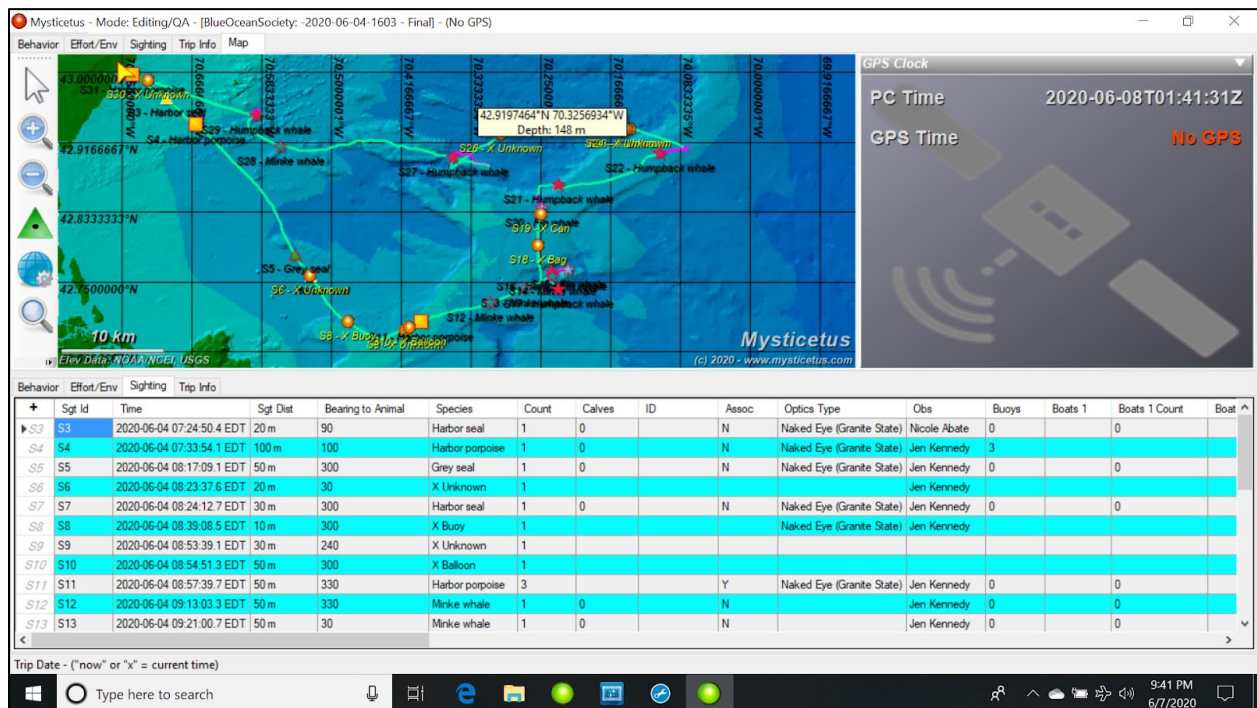 Mysticetus - Mode: Editing/QA - [BlueOceanSociety: -2020-06-04-1603 - Final] - (No GPS)
Behavior Effort/Env Sighting Trip Info Map
70.5833333°W 70.5000001°W 70.4166667°W 70.0833335°W 70.0000001°W 69.9166667°W
43.000000
S31
S30 - X Unknown
S3 - Harbor seal
S4 - Harbor porpoise
S29 - Humpback whale
42.9166667°N
S28 - Minke whale
42.9197464°N 70.3256934°W
Depth: 148 m
S26 - X Unknown
S27 - Humpback whale
S22 - Humpback whale
S21 - Humpback whale
42.8333333°N
S19 - X Can
S18 - X Bag
S5 - Grey seal
42.7500000°N
S6 - X Unknown
S12 - Minke whale
S8 - X Buoy
10 km
Elev Data: NOAA/NCEI, USGS
Mysticetus
(c) 2020 - www.mysticetus.com
GPS Clock
PC Time 2020-06-08T01:41:31Z
GPS Time No GPS
Behavior Effort/Env Sighting Trip Info
+ Sgt Id Time Sgt Dist Bearing to Animal Species Count Calves ID Assoc Optics Type Obs Buoys Boats 1 Boats 1 Count Boat
S3 S3 2020-06-04 07:24:50.4 EDT 20 m 90 Harbor seal 1 0 N Naked Eye (Granite State) Nicole Abate 0 0
S4 S4 2020-06-04 07:33:54.1 EDT 100 m 100 Harbor porpoise 1 0 N Naked Eye (Granite State) Jen Kennedy 3
S5 S5 2020-06-04 08:17:09.1 EDT 50 m 300 Grey seal 1 0 N Naked Eye (Granite State) Jen Kennedy 0 0
S6 S6 2020-06-04 08:23:37.6 EDT 20 m 30 X Unknown 1 Jen Kennedy
S7 S7 2020-06-04 08:24:12.7 EDT 30 m 300 Harbor seal 1 0 N Naked Eye (Granite State) Jen Kennedy 0 0
S8 S8 2020-06-04 08:39:08.5 EDT 10 m 300 X Buoy 1 Naked Eye (Granite State) Jen Kennedy
S9 S9 2020-06-04 08:53:39.1 EDT 30 m 240 X Unknown 1
S10 S10 2020-06-04 08:54:51.3 EDT 50 m 300 X Balloon 1
S11 S11 2020-06-04 08:57:39.7 EDT 50 m 330 Harbor porpoise 3 Y Naked Eye (Granite State) Jen Kennedy 0 0
S12 S12 2020-06-04 09:13:03.3 EDT 50 m 330 Minke whale 1 0 N Jen Kennedy 0 0
S13 S13 2020-06-04 09:21:00.7 EDT 50 m 30 Minke whale 1 0 N Jen Kennedy 0 0
Trip Date - ("now" or "x" = current time)
Type here to search
9:41 PM
6/7/2020